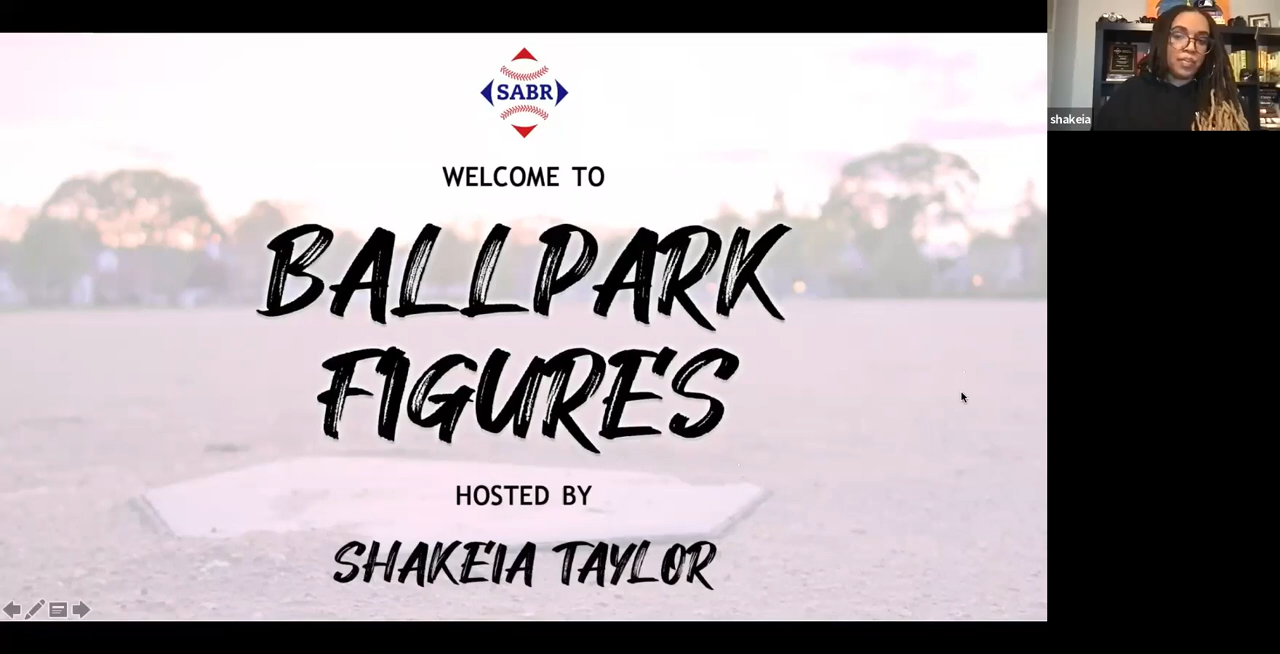 SABR
WELCOME TO
BALLPARK
FIGURES
HOSTED BY
SHAKEIA TAYLOR
shakeia